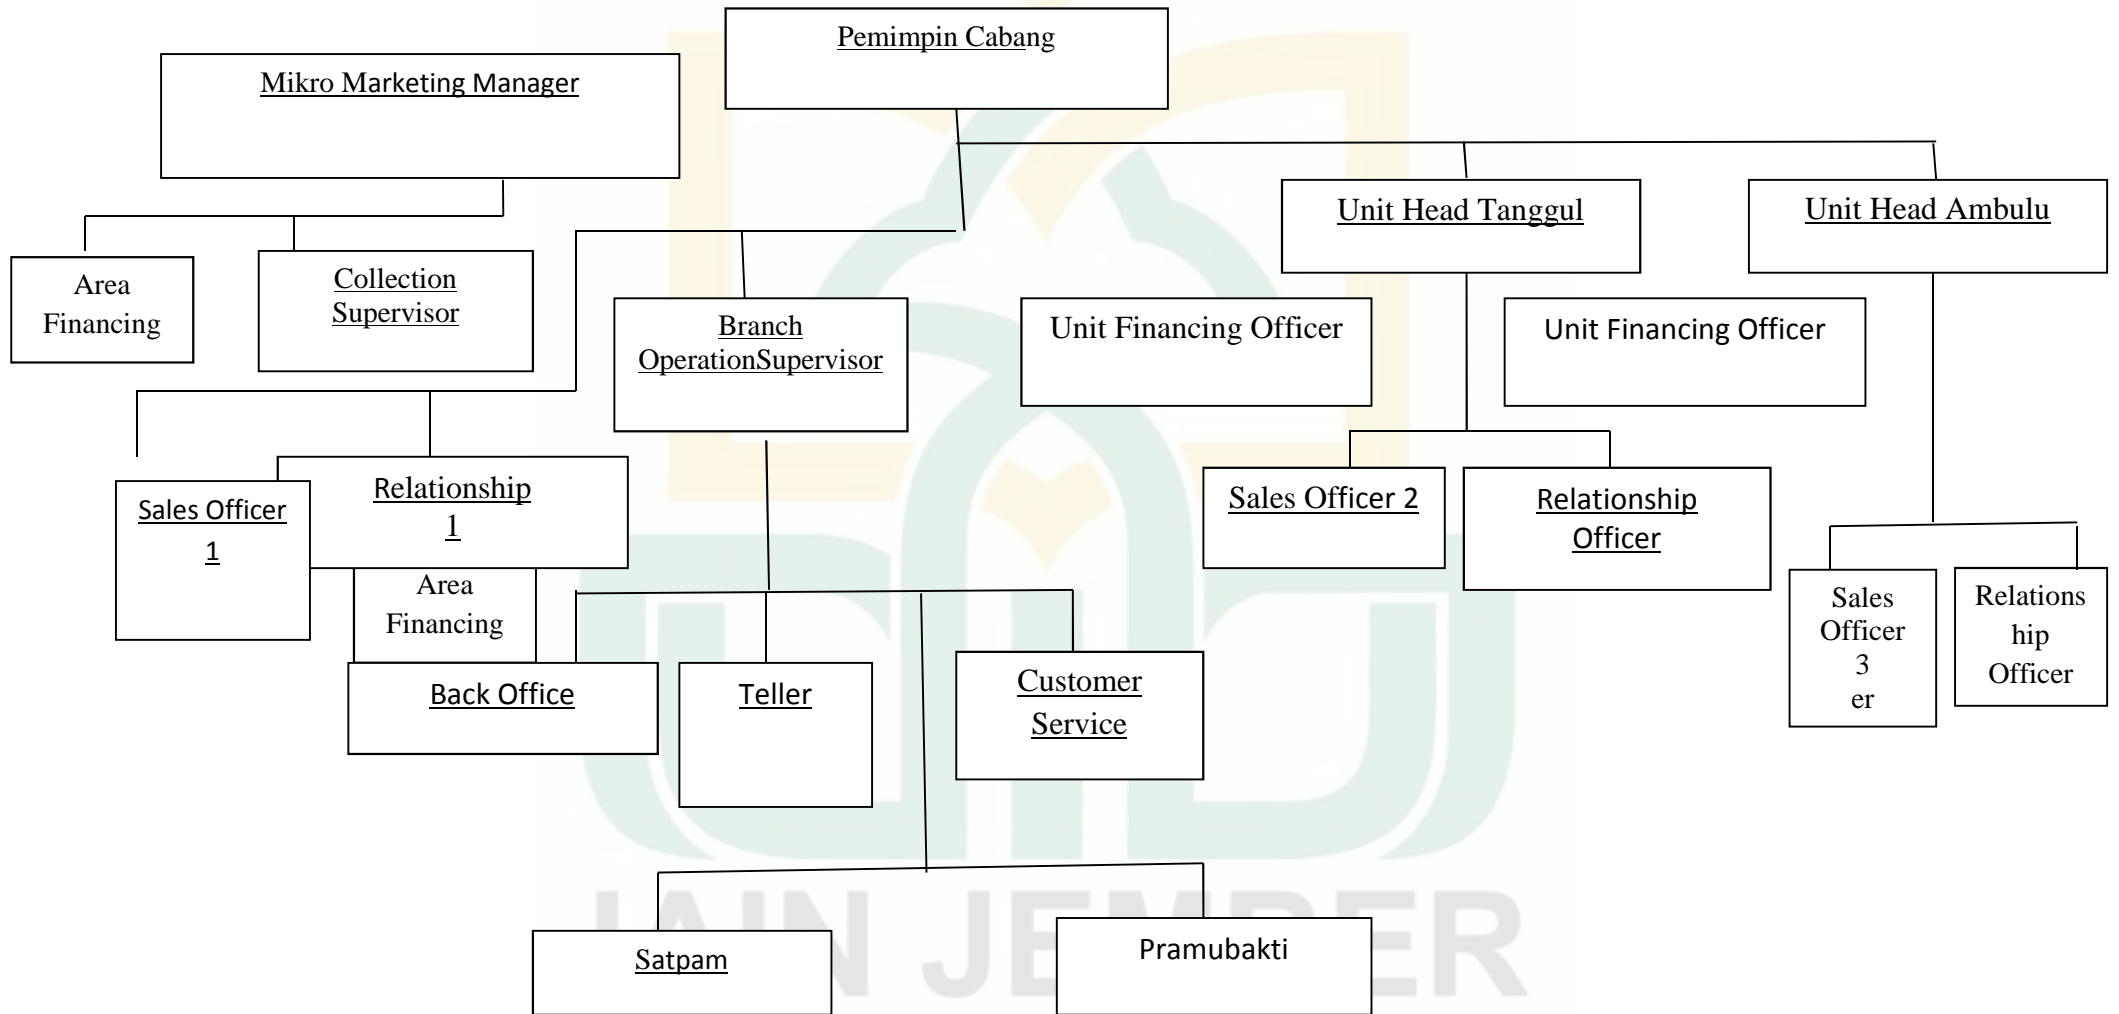 Pemimpin Cabang
Mikro Marketing Manager
Unit Head Tanggul
Unit Head Ambulu
Area
Financing
Collection
Supervisor
Branch
OperationSupervisor
Unit Financing Officer
Unit Financing Officer
Sales Officer
1
Relationship
1
Area
Financing
Sales Officer 2
Relationship
Officer
Sales
Officer
3
er
Relations
hip
Officer
Back Office
Teller
Customer
Service
Satpam
Pramubakti
IAIN JEMBER